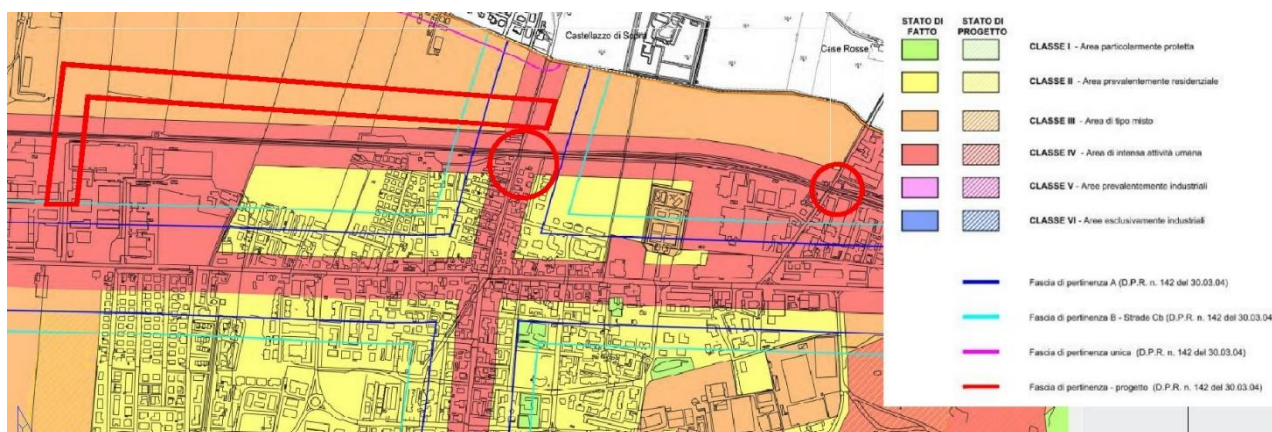 Castellazzo di Sopra
Case Rosse
STATO DI
FATTO
STATO DI
PROGETTO
CLASSE I - Area particolarmente protetta
CLASSE II - Area prevalentemente residenziale
CLASSE III - Area di tipo misto
CLASSE IV - Area di intensa attività umana
CLASSE V - Aree prevalentemente industriali
CLASSE VI - Aree esclusivamente industriali
Fascia di pertinenza A (D.P.R. n. 142 del 30.03.04)
Fascia di pertinenza B - Strade Cb (D.P.R. n. 142 del 30.03.04
Fascia di pertinenza unica (D.P.R. n. 142 del 30.03.04)
Fascia di pertinenza - progetto (D.P.R. n. 142 del 30.03.04)